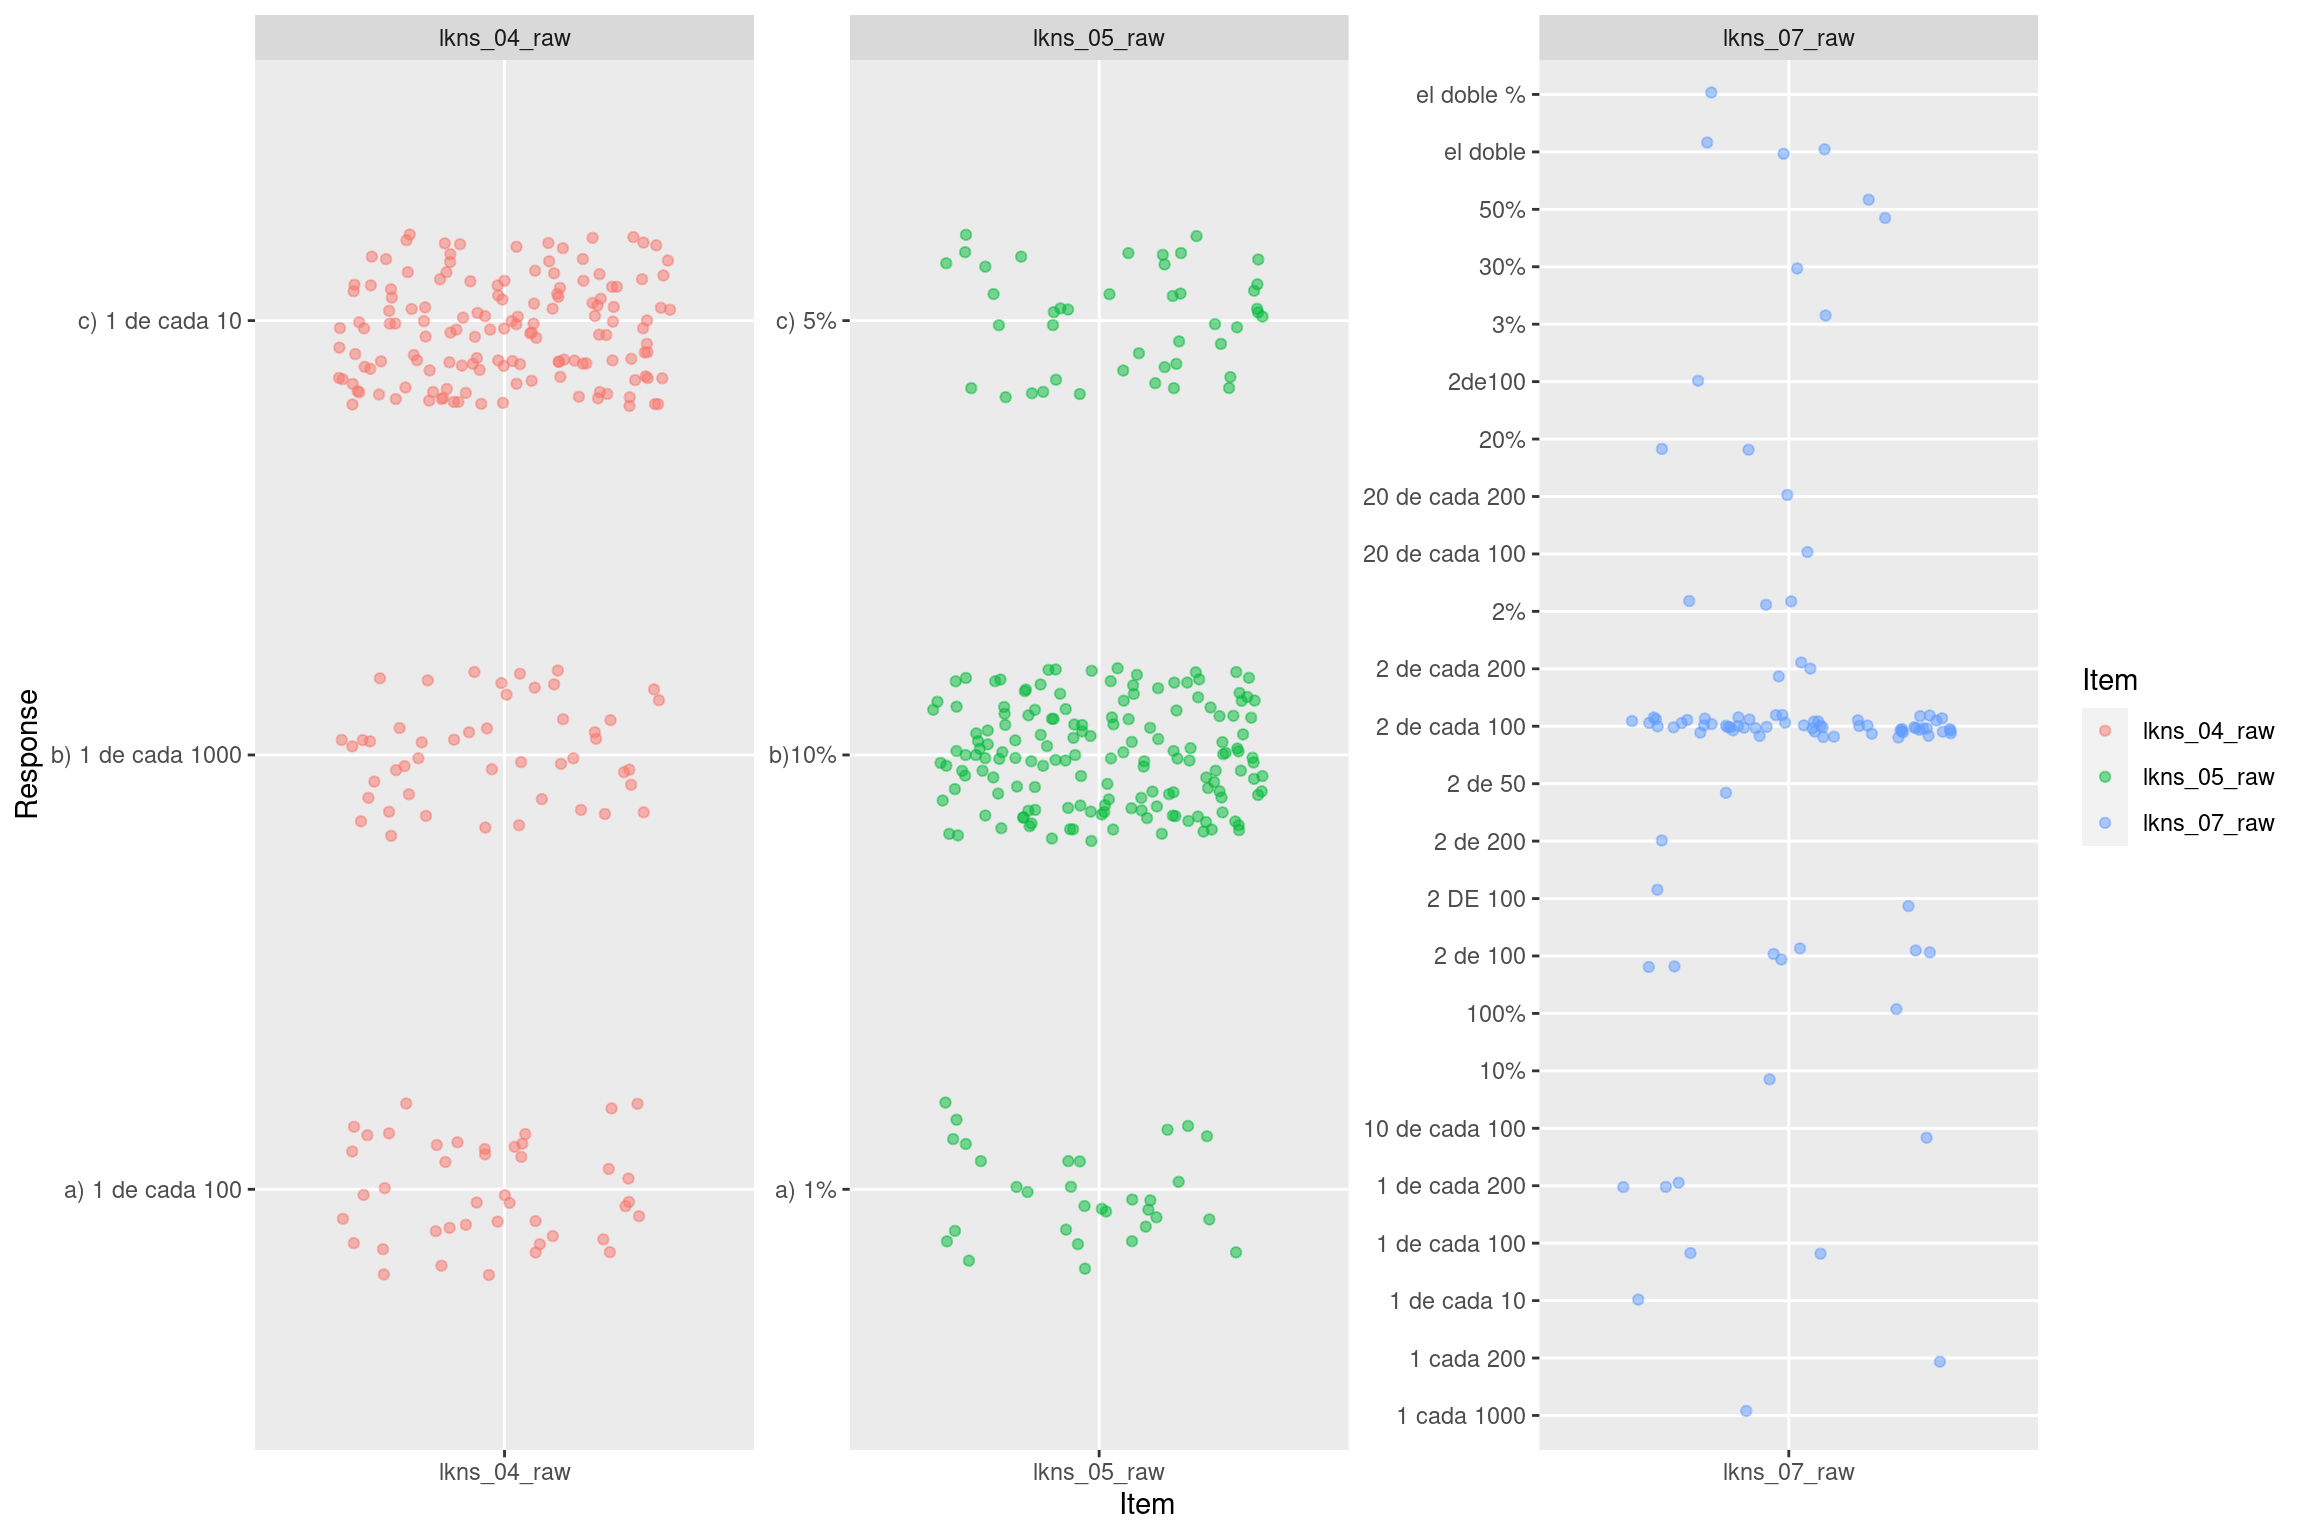 lkns_04_raw
lkns_05_raw
lkns_07_raw
Response
c) 1 de cada 10
b) 1 de cada 1000
a) 1 de cada 100
c) 5%
b)10%
a) 1%
el doble %
el doble
50%
30%
3%
2de100
20%
20 de cada 200
20 de cada 100
2%
2 de cada 200
2 de cada 100
2 de 50
2 de 200
2 DE 100
2 de 100
100%
10%
10 de cada 100
1 de cada 200
1 de cada 100
1 de cada 10
1 cada 200
1 cada 1000
lkns_04_raw
lkns_05_raw
lkns_07_raw
Item
Item
lkns_04_raw
lkns_05_raw
lkns_07_raw